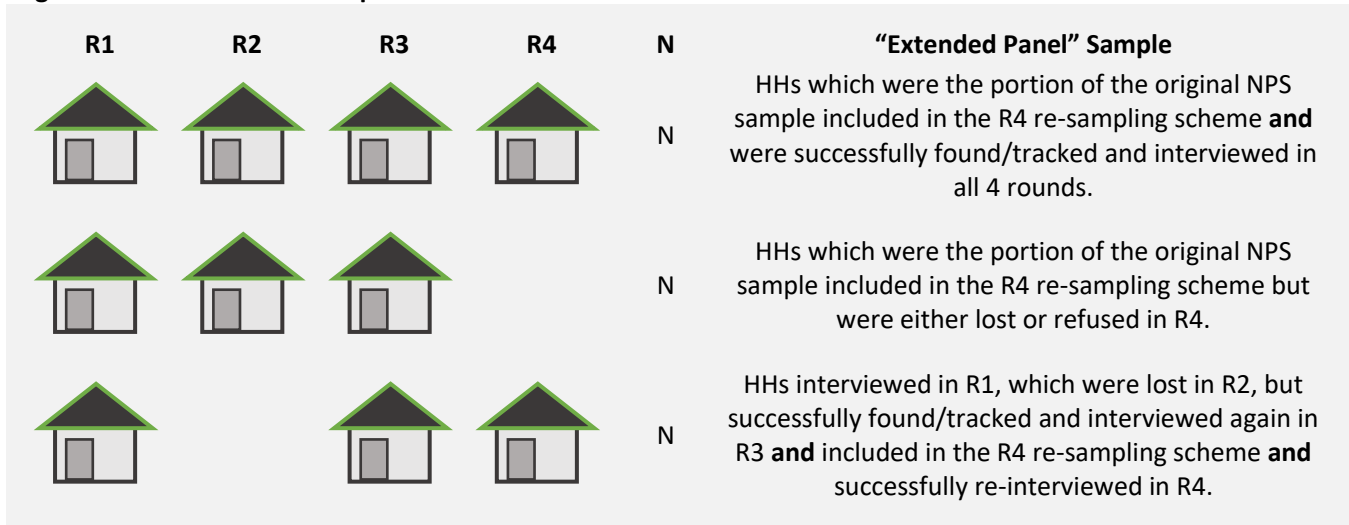 R1 R2 R3 R4 N “Extended Panel” Sample
HHs which were the portion of the original NPS
sample included in the R4 re-sampling scheme and
were successfully found/tracked and interviewed in
all 4 rounds.
N
HHs which were the portion of the original NPS
sample included in the R4 re-sampling scheme but
were either lost or refused in R4.
N
HHs interviewed in R1, which were lost in R2, but
successfully found/tracked and interviewed again in
R3 and included in the R4 re-sampling scheme and
successfully re-interviewed in R4.
N